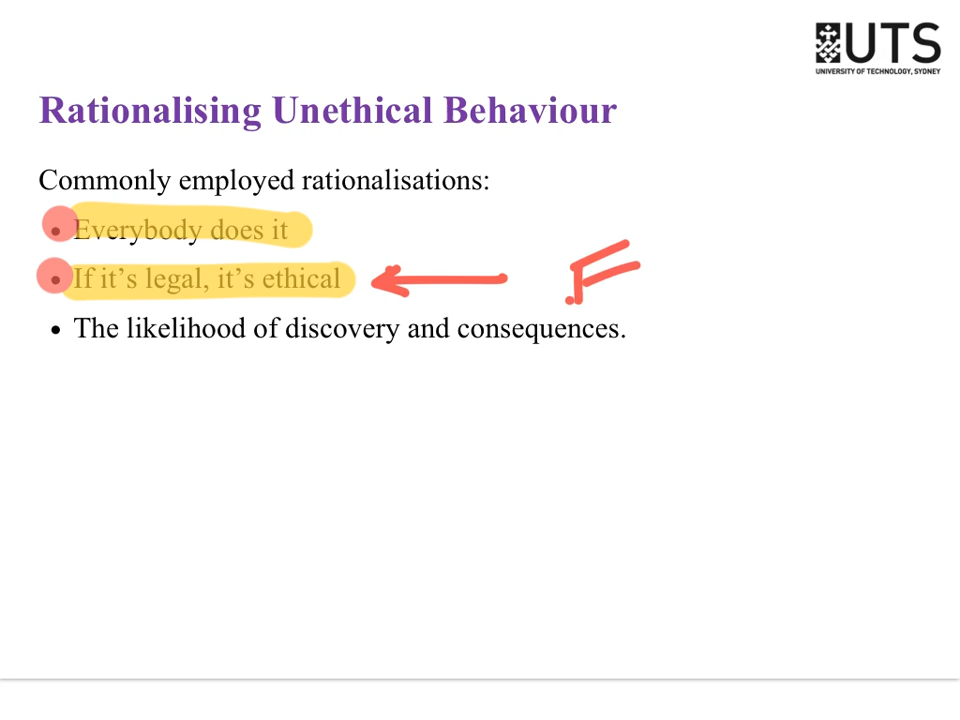 UTS
UNIVERSITY OF TECHNOLOGY, SYDNEY
Rationalising Unethical Behaviour
Commonly employed rationalisations:
• Everybody does it
• If it’s legal, it’s ethical
F
• The likelihood of discovery and consequences.